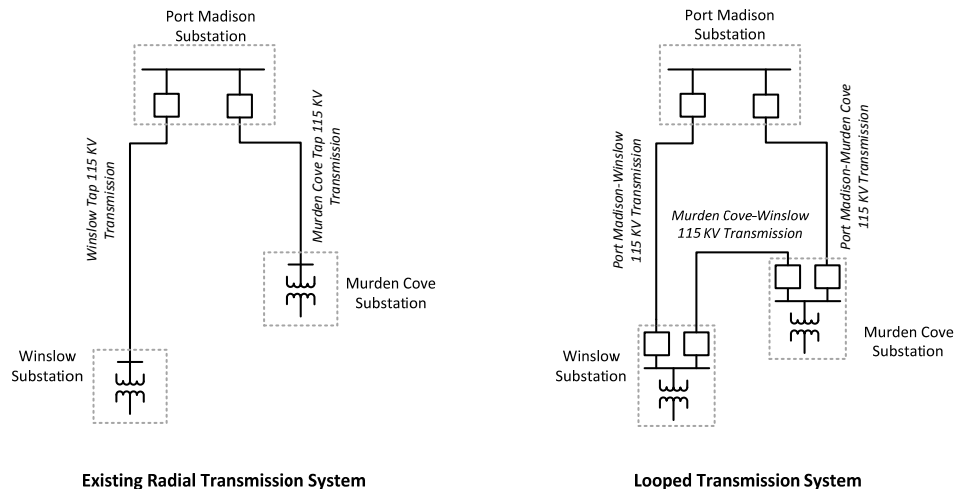 Port Madison
Substation
Winslow Tap 115 KV
Transmission
Murden Cove Tap 115 KV
Transmission
Murden Cove
Substation
Winslow
Substation
Existing Radial Transmission System
Port Madison
Substation
Port Madison-Winslow
115 KV Transmission
Murden Cove-Winslow
115 KV Transmission
Port Madison-Murden Cove
115 KV Transmission
Murden Cove
Substation
Winslow
Substation
Looped Transmission System